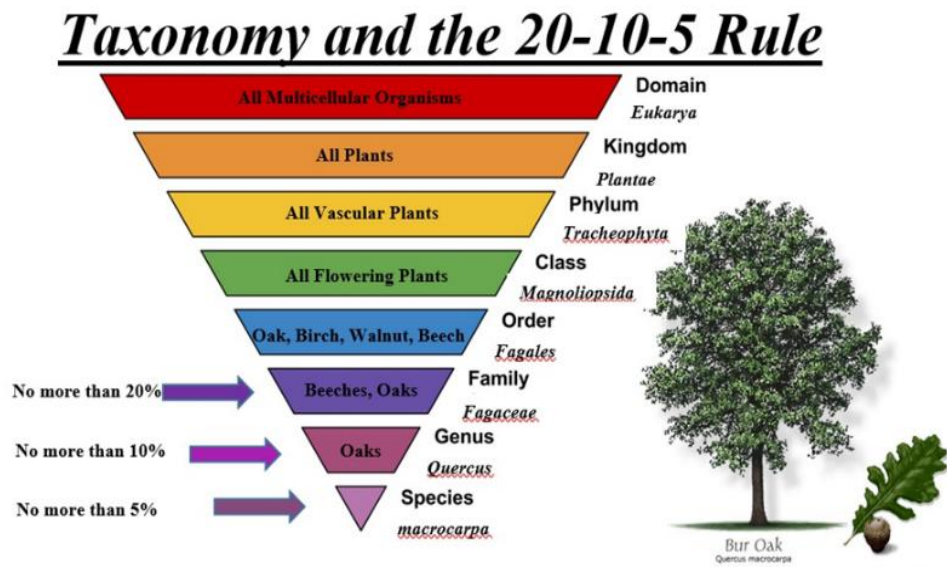 Taxonomy and the 20-10-5 Rule
All Multicellular Organisms
Domain
Eukarya
All Plants
Kingdom
Plantae
All Vascular Plants
Phylum
Tracheophyta
All Flowering Plants
Class
Magnoliopsida
Oak, Birch, Walnut, Beech
Order
Fagales
No more than 20%
Beeches, Oaks
Family
Fagaceae
No more than 10%
Oaks
Genus
Quercus
No more than 5%
Species
macrocarpa
Bur Oak
Quercus macrocarpa